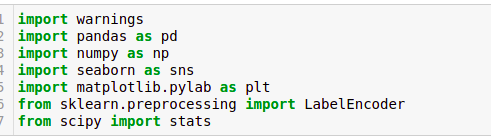 import warnings
import pandas as pd
import numpy as np
import seaborn as sns
import matplotlib.pylab as plt
from sklearn.preprocessing import LabelEncoder
from scipy import stats